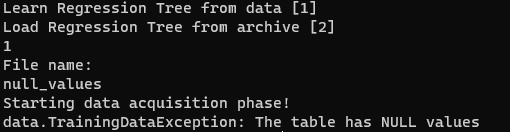 Learn Regression Tree from data [1]
Load Regression Tree from archive [2]
1
File name:
null_values
Starting data acquisition phase!
data.TrainingDataException: The table has NULL values